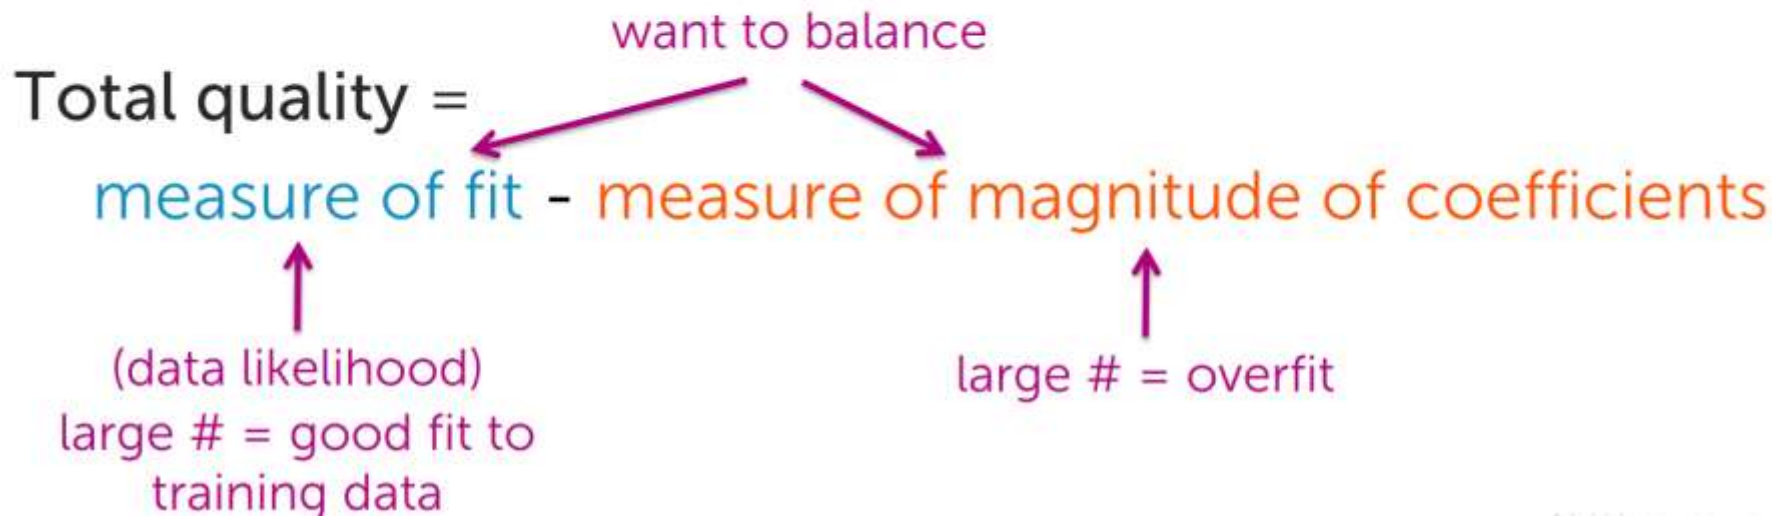 want to balance
Total quality =
measure of fit - measure of magnitude of coefficients
(data likelihood)
large # = good fit to
training data
large # = overfit